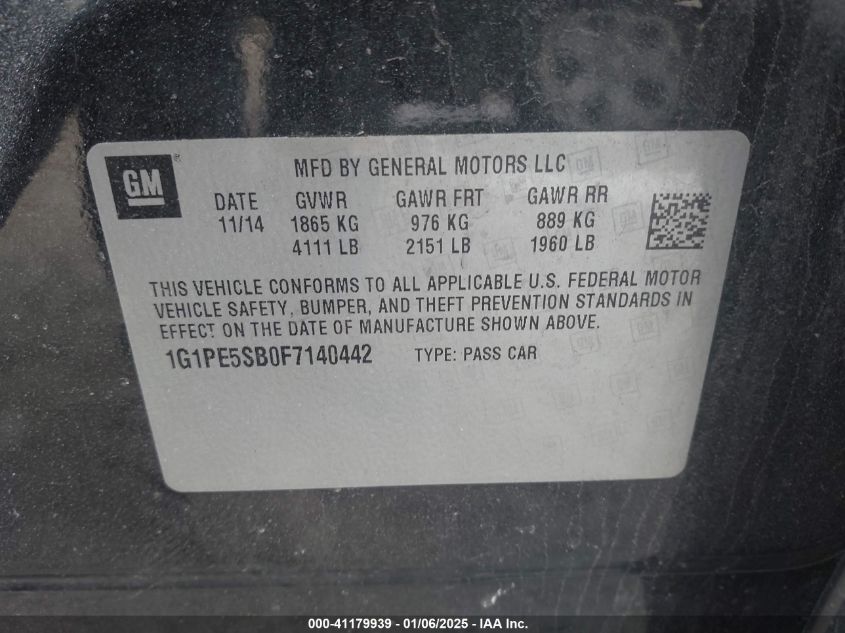 GM ® MFD BY GENERAL MOTORS LLC
DATE GVWR GAWR FRT GAWR RR
11/14 1865 KG 976 KG 889 KG
4111 LB 2151 LB 1960 LB
THIS VEHICLE CONFORMS TO ALL APPLICABLE U.S. FEDERAL MOTOR
VEHICLE SAFETY, BUMPER, AND THEFT PREVENTION STANDARDS IN
EFFECT ON THE DATE OF MANUFACTURE SHOWN ABOVE.
1G1PE5SB0F7140442 TYPE: PASS CAR
000-41179939 - 01/06/2025 - IAA Inc.